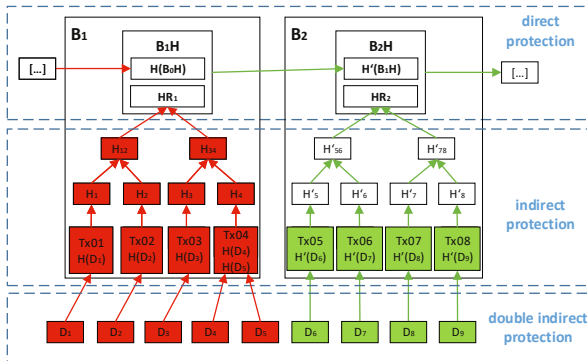 B1
B2
direct
protection
B1H
B2H
[...]
H(B0H)
H'(B1H)
[...]
HR1
HR2
H12
H34
H'56
H'78
indirect
protection
H1
H2
H3
H4
H'5
H'6
H'7
H'8
Tx01
H(D1)
Tx02
H(D2)
Tx03
H(D3)
Tx04
H(D4)
H(D5)
Tx05
H'(D6)
Tx06
H'(D7)
Tx07
H'(D8)
Tx08
H'(D9)
D1
D2
D3
D4
D5
D6
D7
D8
D9
double indirect
protection